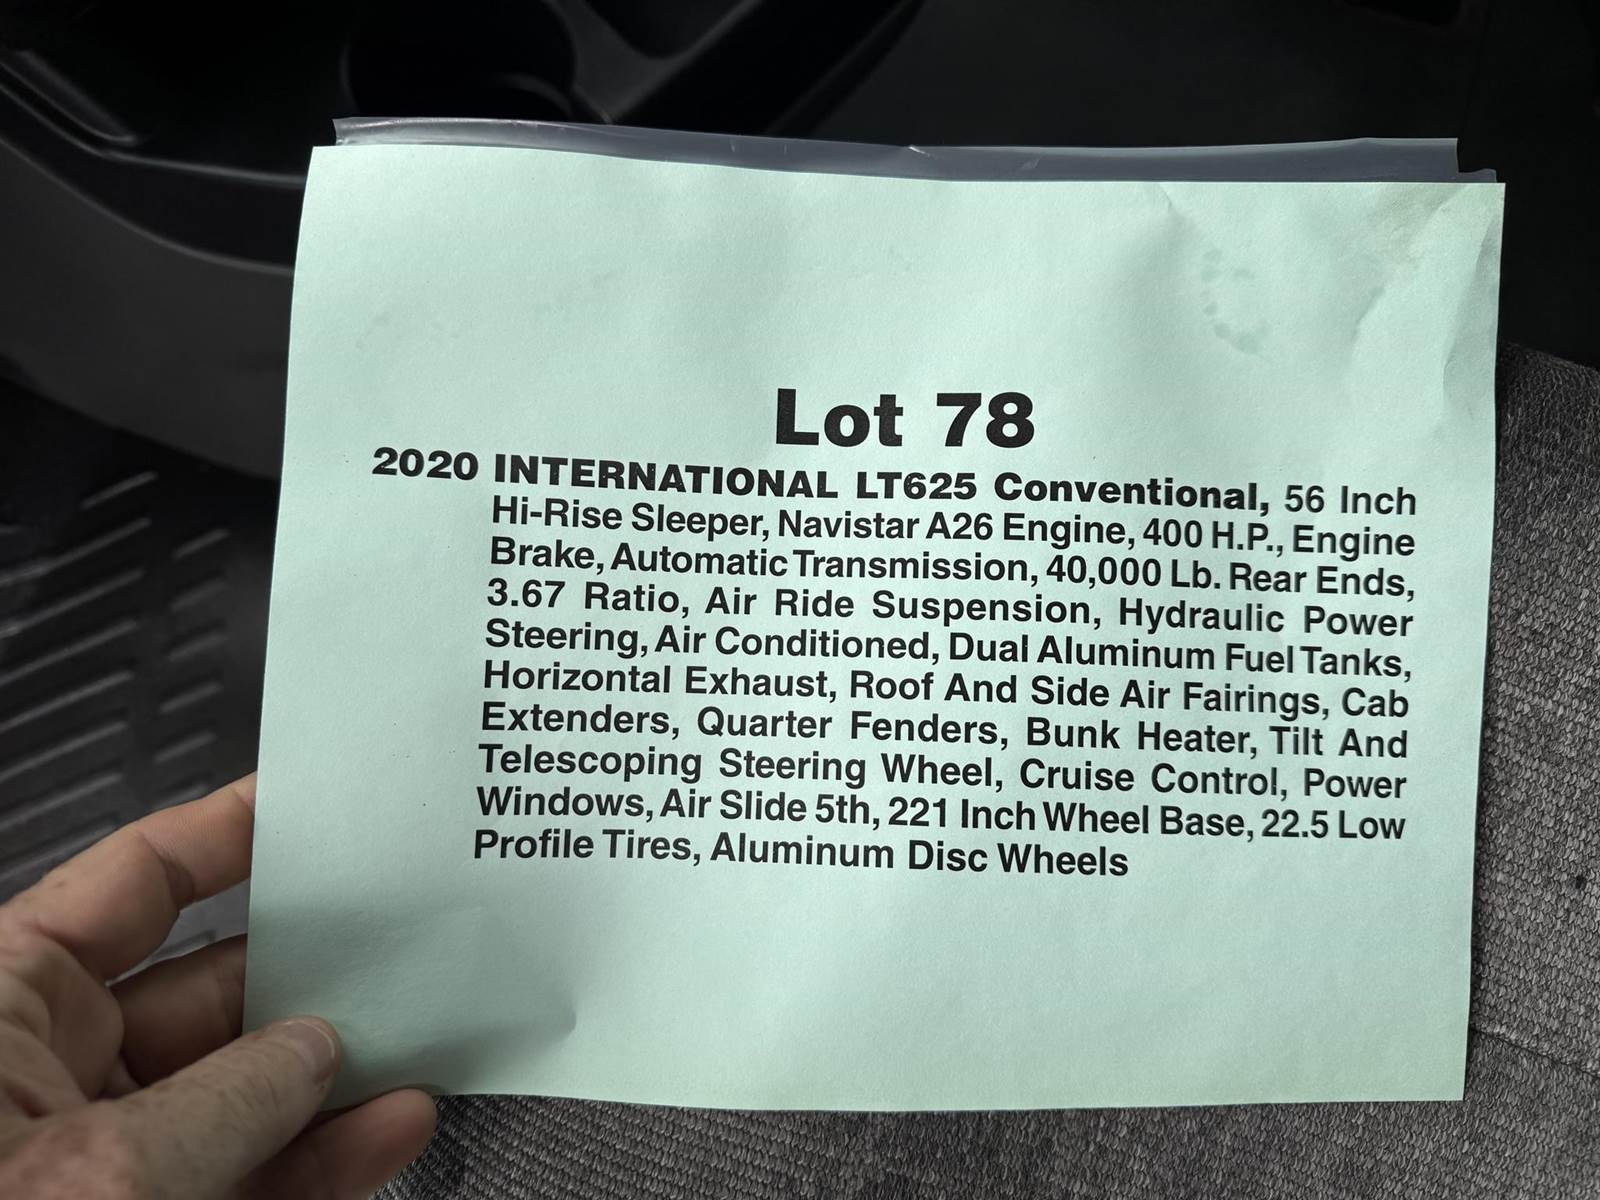 Lot 78
2020 INTERNATIONAL LT625 Conventional, 56 Inch
Hi-Rise Sleeper, Navistar A26 Engine, 400 H.P., Engine
Brake, Automatic Transmission, 40,000 Lb. Rear Ends,
3.67 Ratio, Air Ride Suspension, Hydraulic Power
Steering, Air Conditioned, Dual Aluminum Fuel Tanks,
Horizontal Exhaust, Roof And Side Air Fairings, Cab
Extenders, Quarter Fenders, Bunk Heater, Tilt And
Telescoping Steering Wheel, Cruise Control, Power
Windows, Air Slide 5th, 221 Inch Wheel Base, 22.5 Low
Profile Tires, Aluminum Disc Wheels